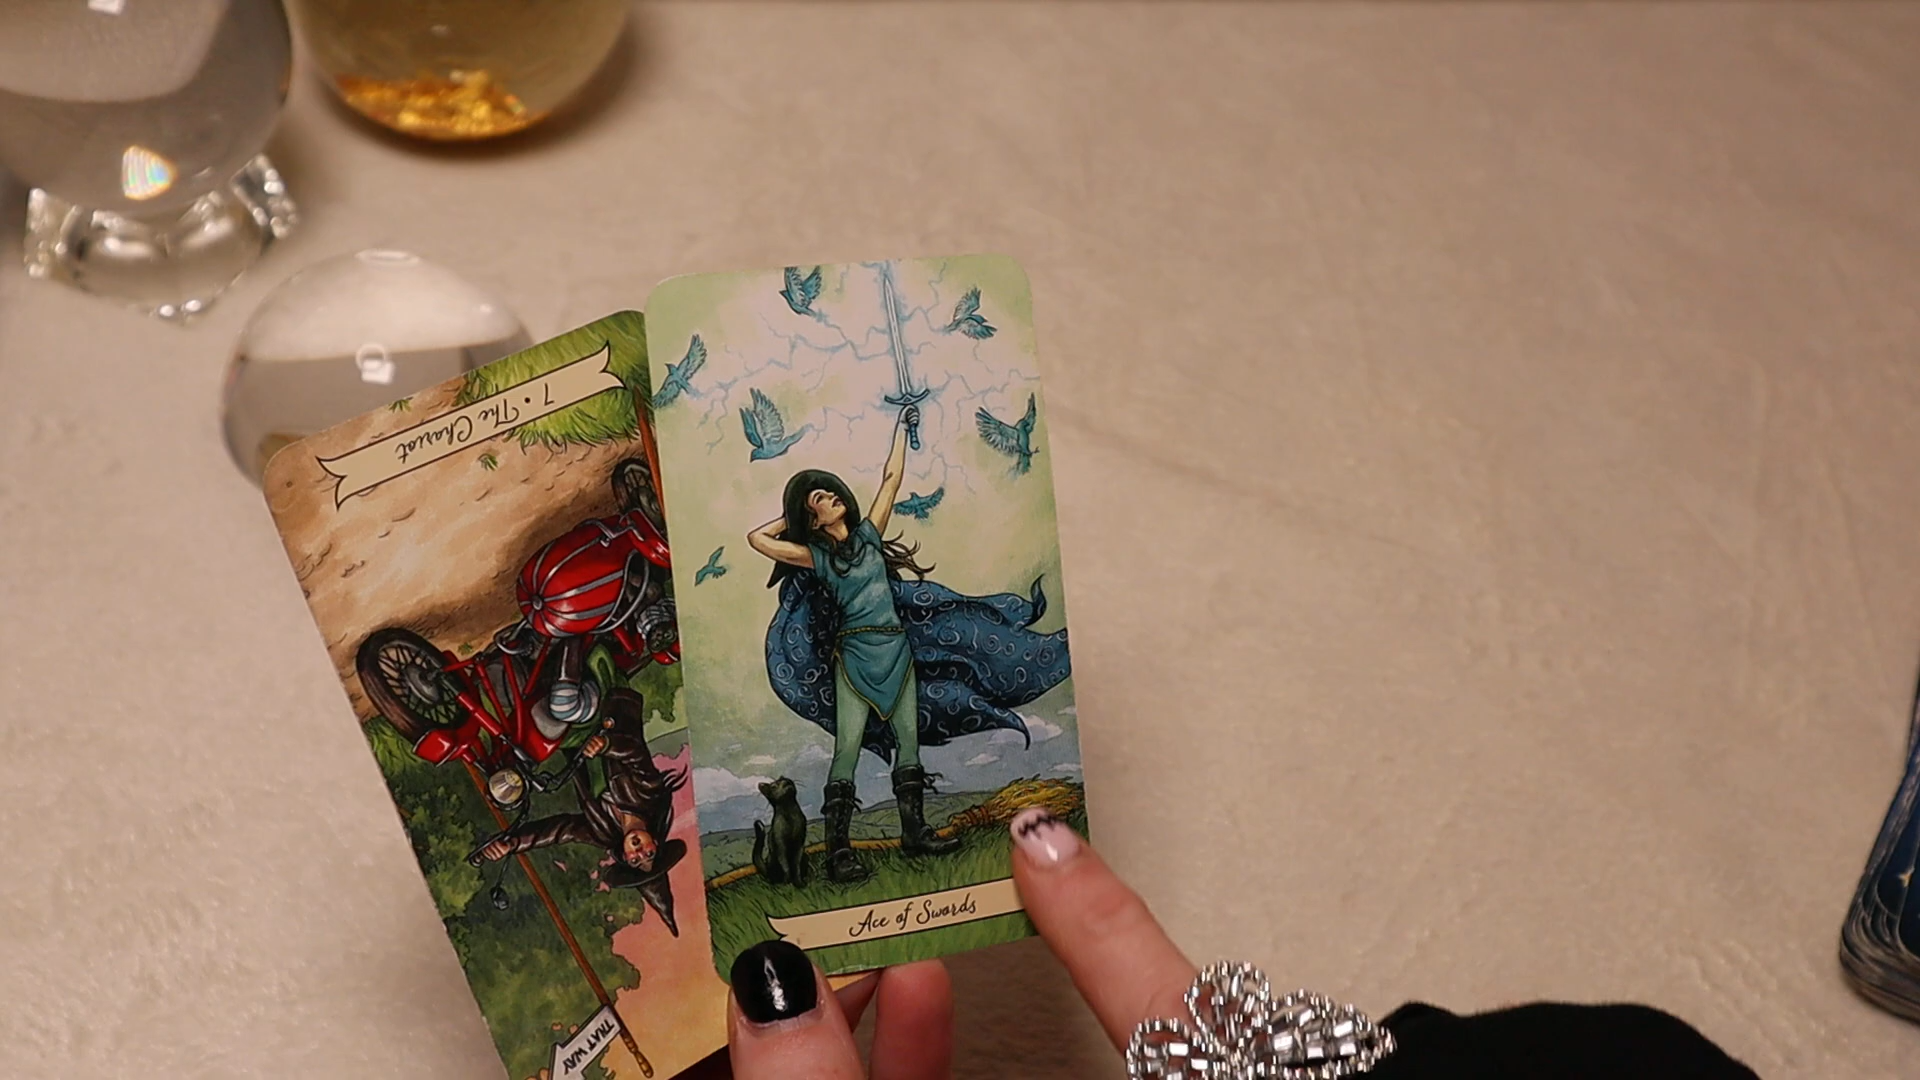 7 • The Chariot
Ace of Swords
THAT WAY